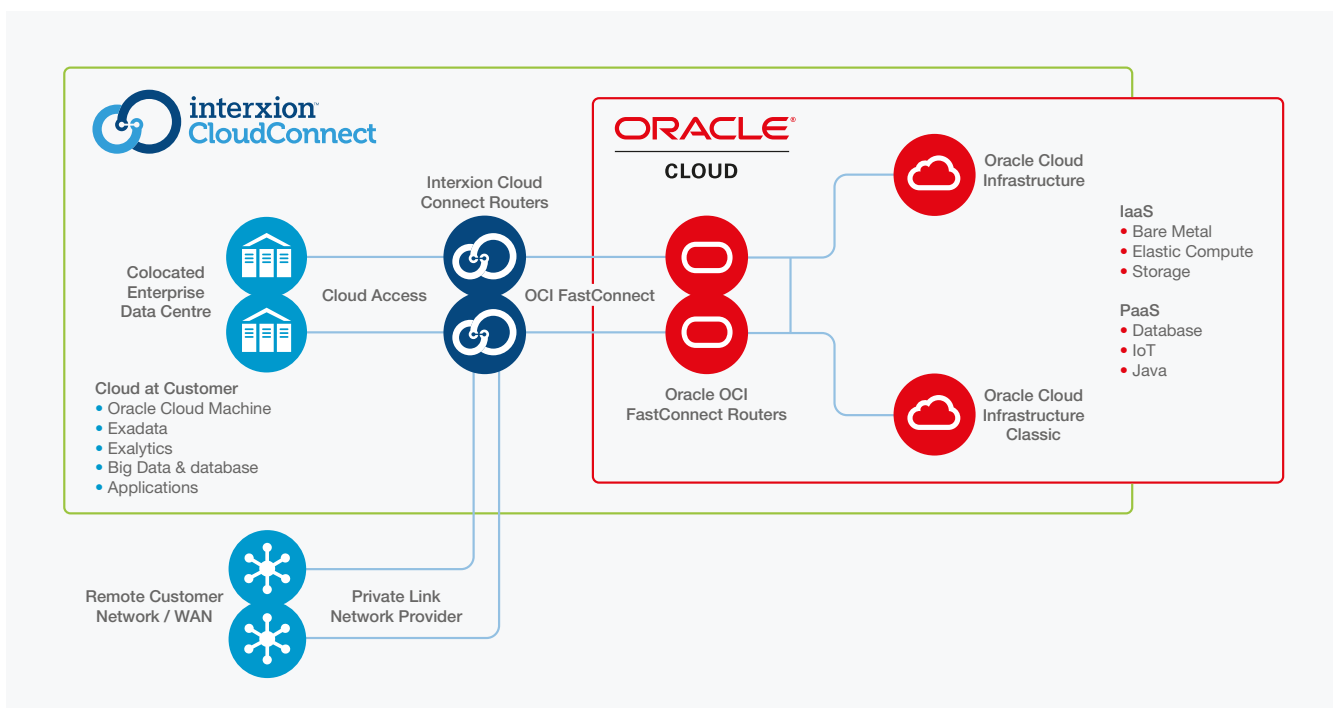 interxion™
CloudConnect
ORACLE®
CLOUD
Interxion Cloud
Connect Routers
Oracle Cloud
Infrastructure
IaaS
• Bare Metal
• Elastic Compute
• Storage
Colocated
Enterprise
Data Centre
Cloud Access
OCI FastConnect
PaaS
• Database
• IoT
• Java
Cloud at Customer
• Oracle Cloud Machine
• Exadata
• Exalytics
• Big Data & database
• Applications
Oracle OCI
FastConnect Routers
Oracle Cloud
Infrastructure
Classic
Remote Customer
Network / WAN
Private Link
Network Provider